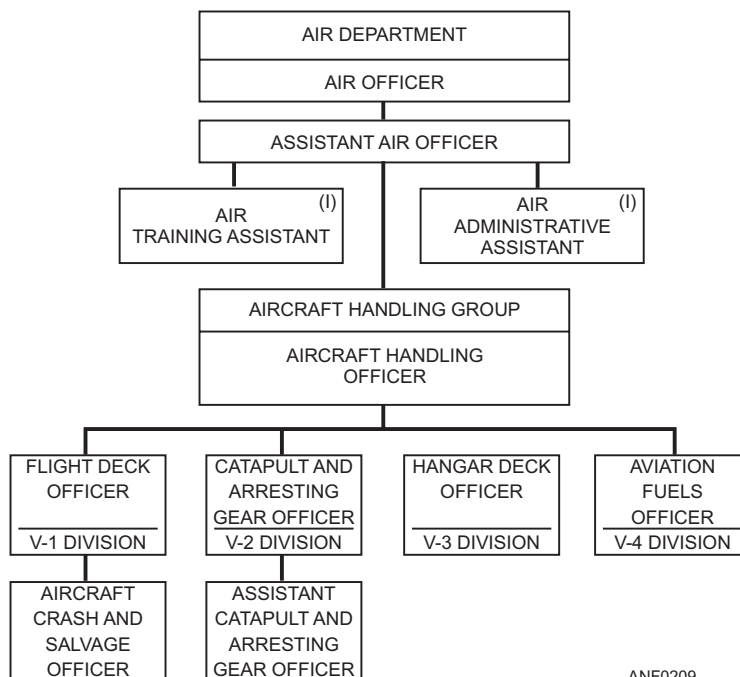 AIR DEPARTMENT
AIR OFFICER
ASSISTANT AIR OFFICER
(I)
AIR
TRAINING ASSISTANT
(I)
AIR
ADMINISTRATIVE
ASSISTANT
AIRCRAFT HANDLING GROUP
AIRCRAFT HANDLING
OFFICER
FLIGHT DECK
OFFICER
V-1 DIVISION
CATAPULT AND
ARRESTING
GEAR OFFICER
V-2 DIVISION
HANGAR DECK
OFFICER
V-3 DIVISION
AVIATION
FUELS
OFFICER
V-4 DIVISION
AIRCRAFT
CRASH AND
SALVAGE
OFFICER
ASSISTANT
CATAPULT AND
ARRESTING
GEAR OFFICER
ANF0209